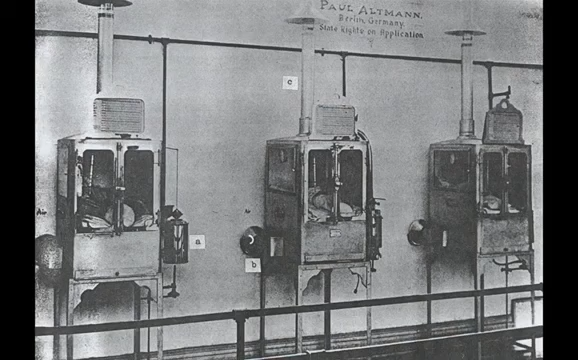 PAUL ALTMANN.
Berlin, Germany.
State Rights on Application
c
a
b